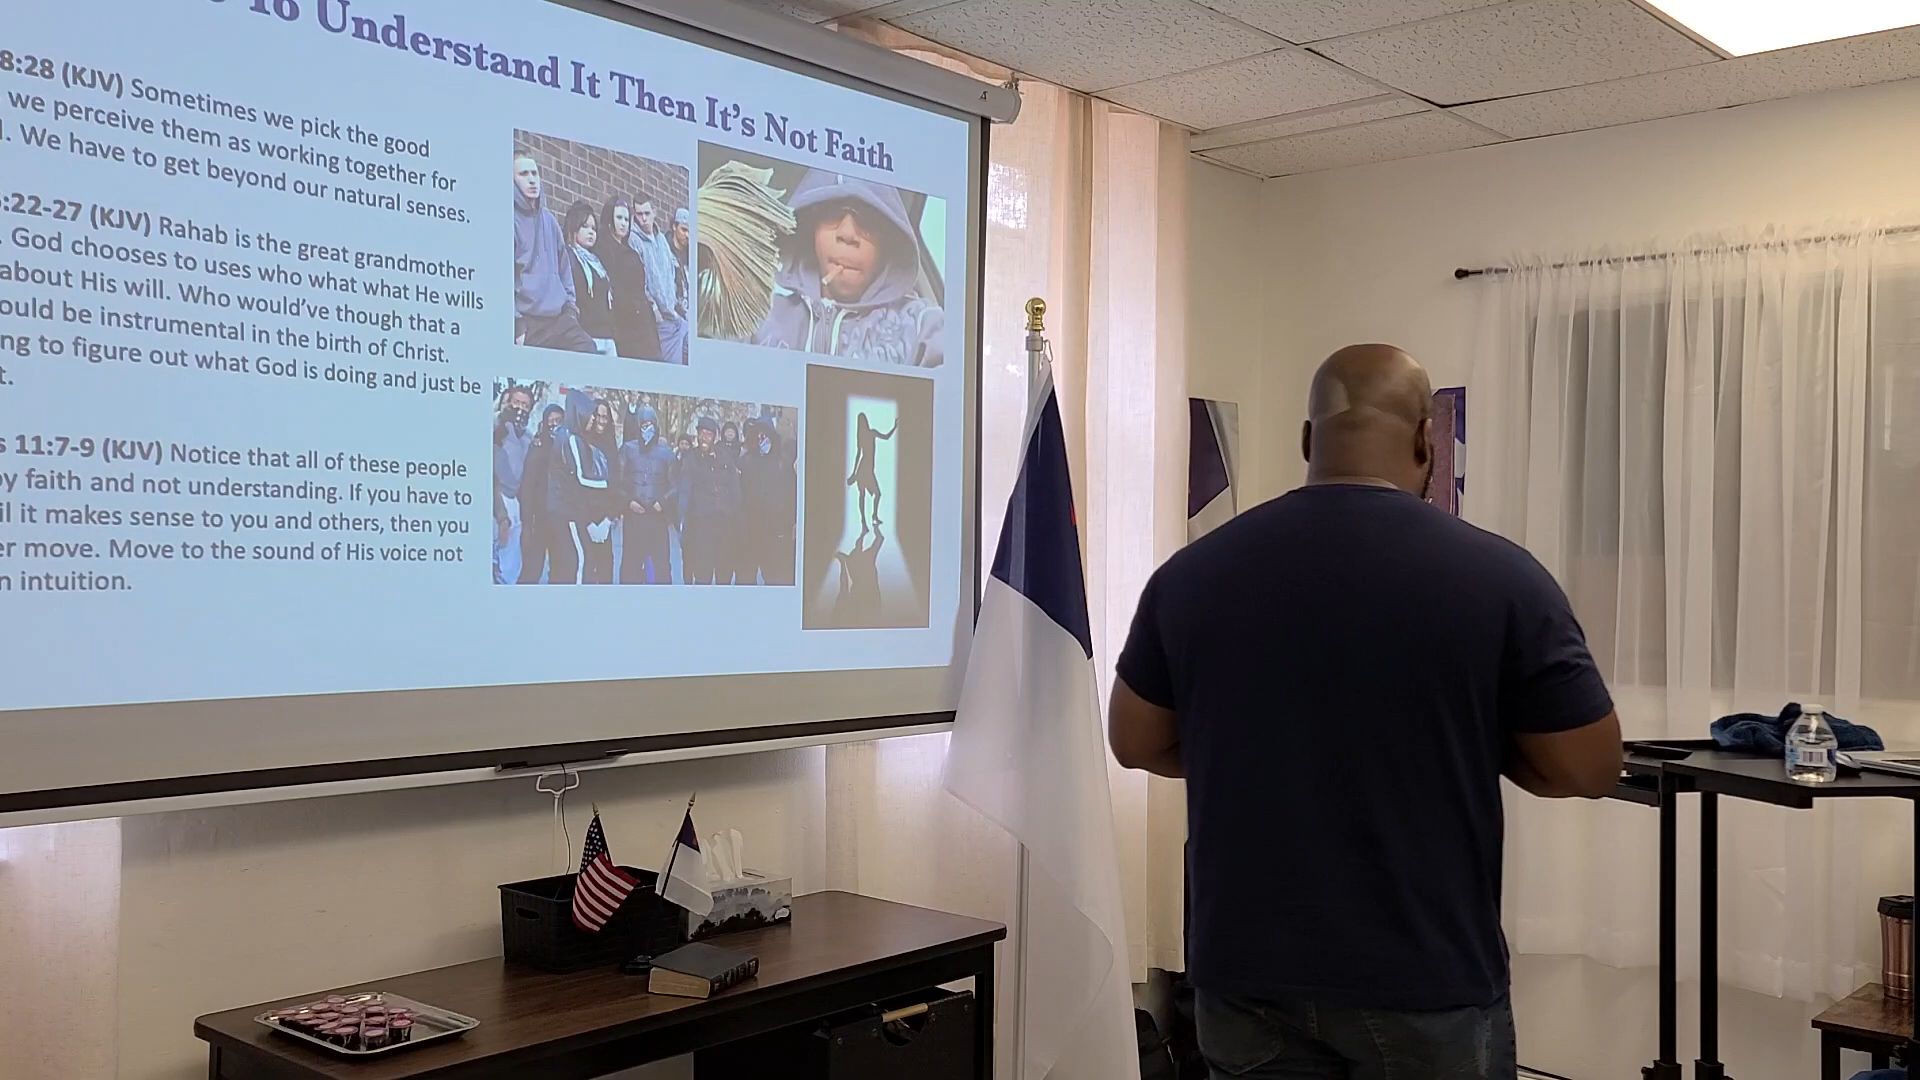 To Understand It Then It's Not Faith
8:28 (KJV) Sometimes we pick the good
we perceive them as working together for
. We have to get beyond our natural senses.
:22-27 (KJV) Rahab is the great grandmother
. God chooses to uses who what what He wills
about His will. Who would've though that a
ould be instrumental in the birth of Christ.
ng to figure out what God is doing and just be
t.
s 11:7-9 (KJV) Notice that all of these people
by faith and not understanding. If you have to
il it makes sense to you and others, then you
er move. Move to the sound of His voice not
n intuition.